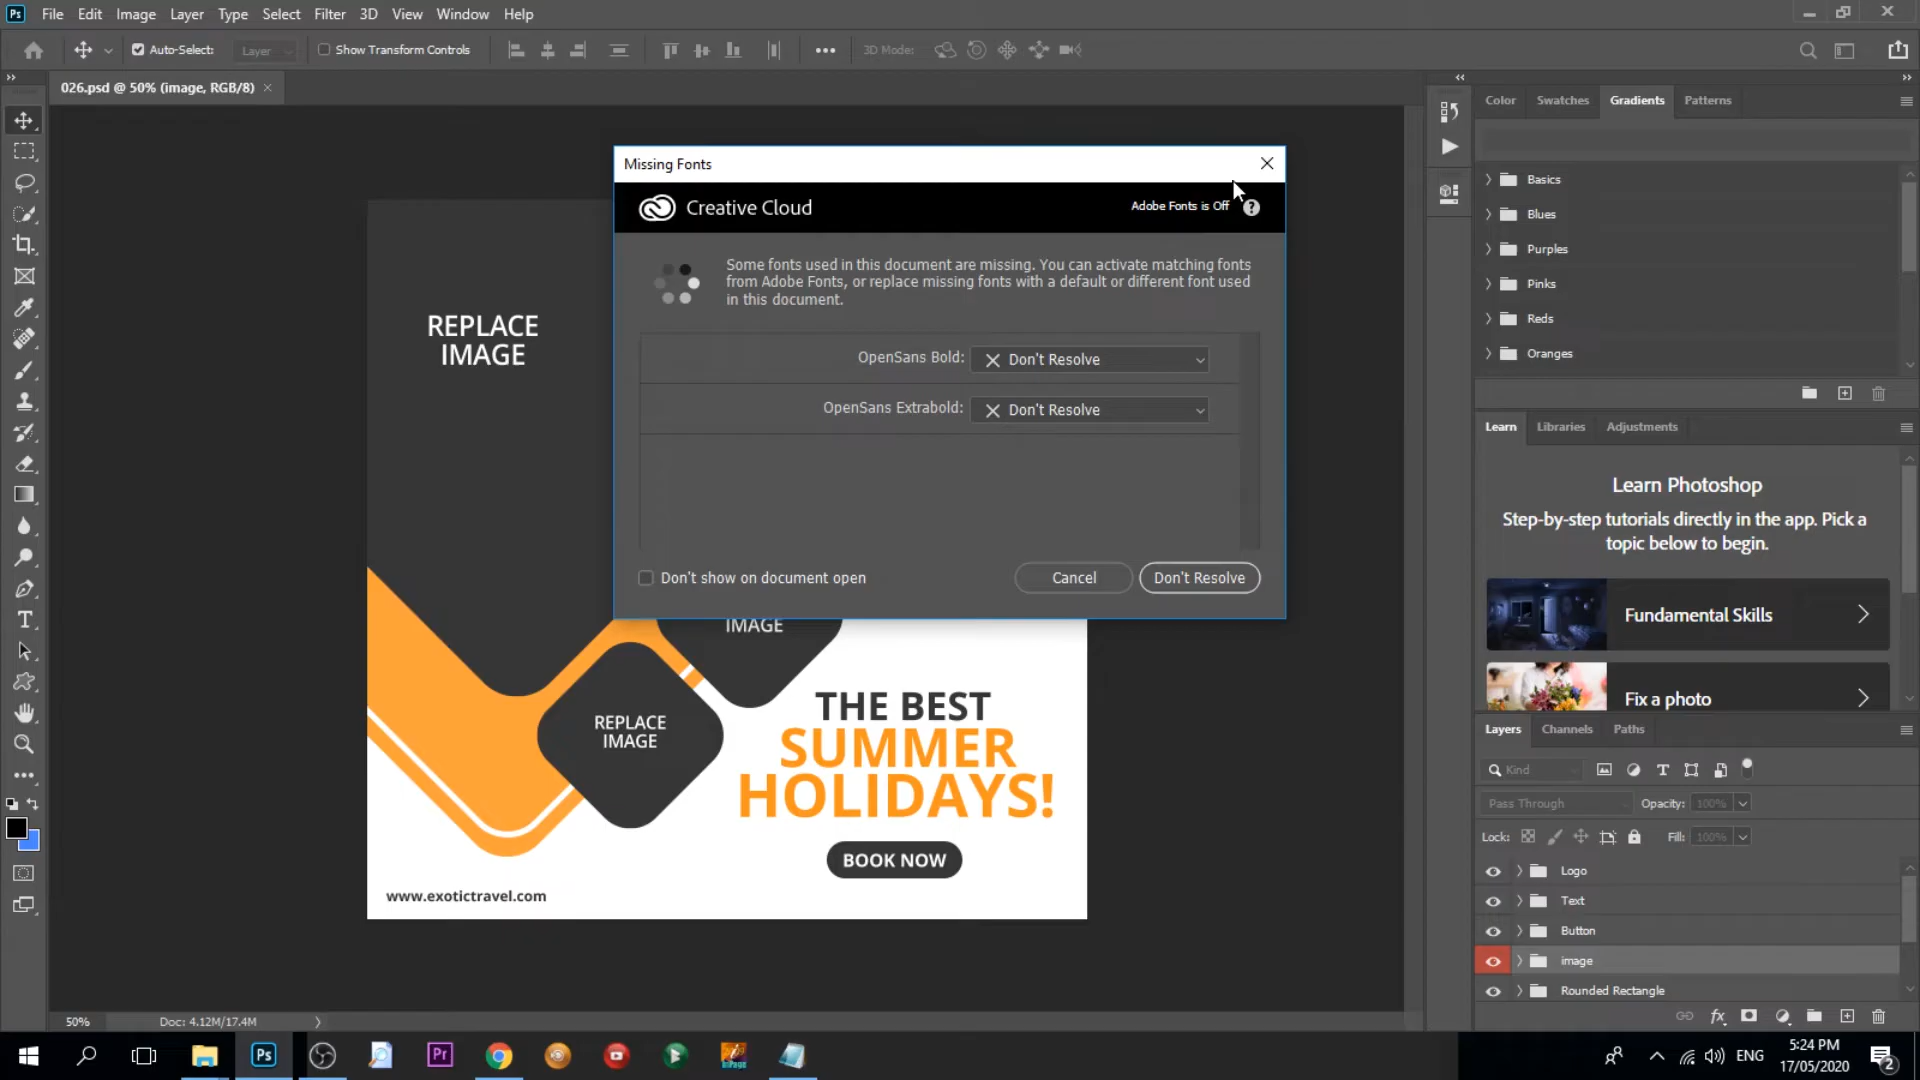 Ps File Edit Image Layer Type Select Filter 3D View Window Help
Auto-Select: Layer Show Transform Controls 3D Mode:
026.psd @ 50% (image, RGB/8)
Color Swatches Gradients Patterns
Basics
Blues
Purples
Pinks
Reds
Oranges
Missing Fonts
Creative Cloud
Adobe Fonts is Off
Some fonts used in this document are missing. You can activate matching fonts
from Adobe Fonts, or replace missing fonts with a default or different font used
in this document.
OpenSans Bold: Don't Resolve
OpenSans Extrabold: Don't Resolve
Don't show on document open
Cancel
Don't Resolve
REPLACE
IMAGE
IMAGE
REPLACE
IMAGE
THE BEST
SUMMER
HOLIDAYS!
BOOK NOW
www.exotictravel.com
Learn Libraries Adjustments
Learn Photoshop
Step-by-step tutorials directly in the app. Pick a
topic below to begin.
Fundamental Skills
Fix a photo
Layers Channels Paths
Kind
Pass Through Opacity: 100%
Lock: Fill: 100%
Logo
Text
Button
image
Rounded Rectangle
50% Doc: 4.12M/17.4M
Ps Pr ENG
5:24 PM
17/05/2020
2